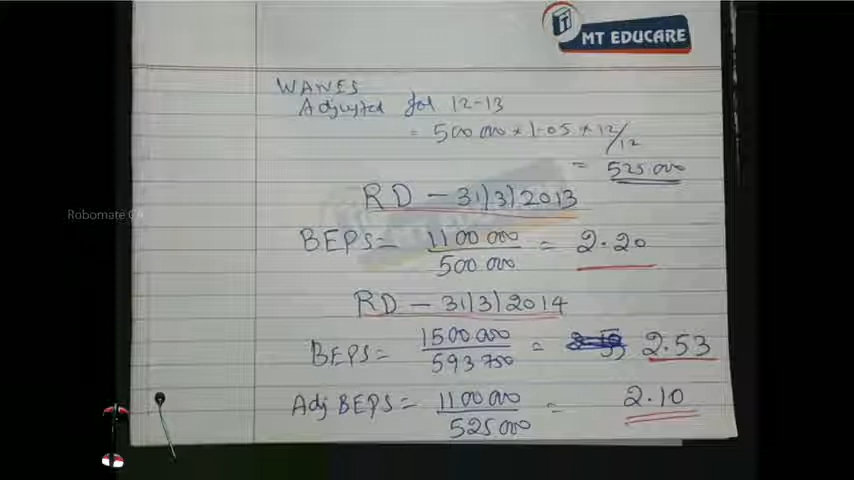 MT EDUCARE
WANES
Adjusted for 12-13
= 500 000 * 1.05 * 12/12
= 525.000
RD - 31/3/2013
Robomate CA
BEPS = 1100 000 / 500.000 = 2.20
RD - 31/3/2014
BEPS = 1500.000 / 593 750 = 2.53
Adj BEPS = 1100 000 / 525.000 = 2.10